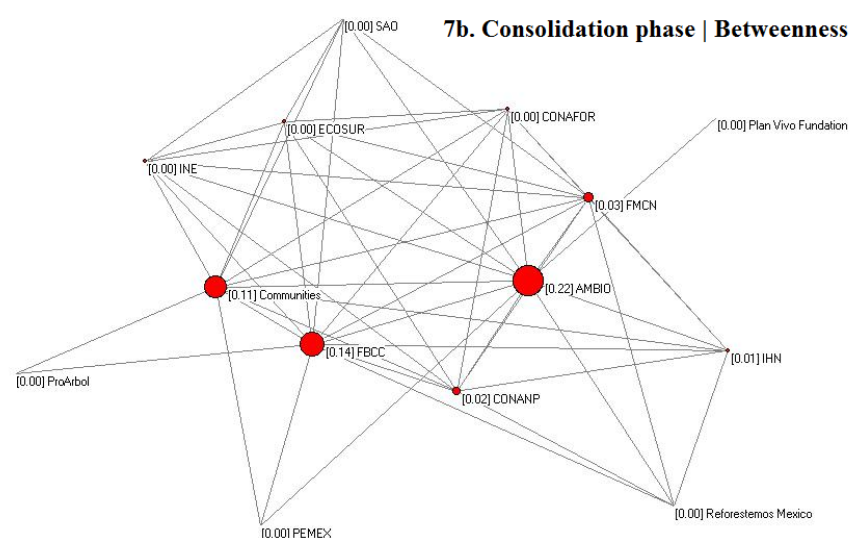 7b. Consolidation phase | Betweenness
[0.00] SAO
[0.00] CONAFOR
[0.00] Plan Vivo Fundation
[0.00] ECOSUR
[0.00] INE
[0.03] FMCN
[0.22] AMBIO
[0.11] Communities
[0.14] FBCC
[0.01] IHN
[0.00] ProArbol
[0.02] CONANP
[0.00] Reforestemos Mexico
[0.00] PEMEX